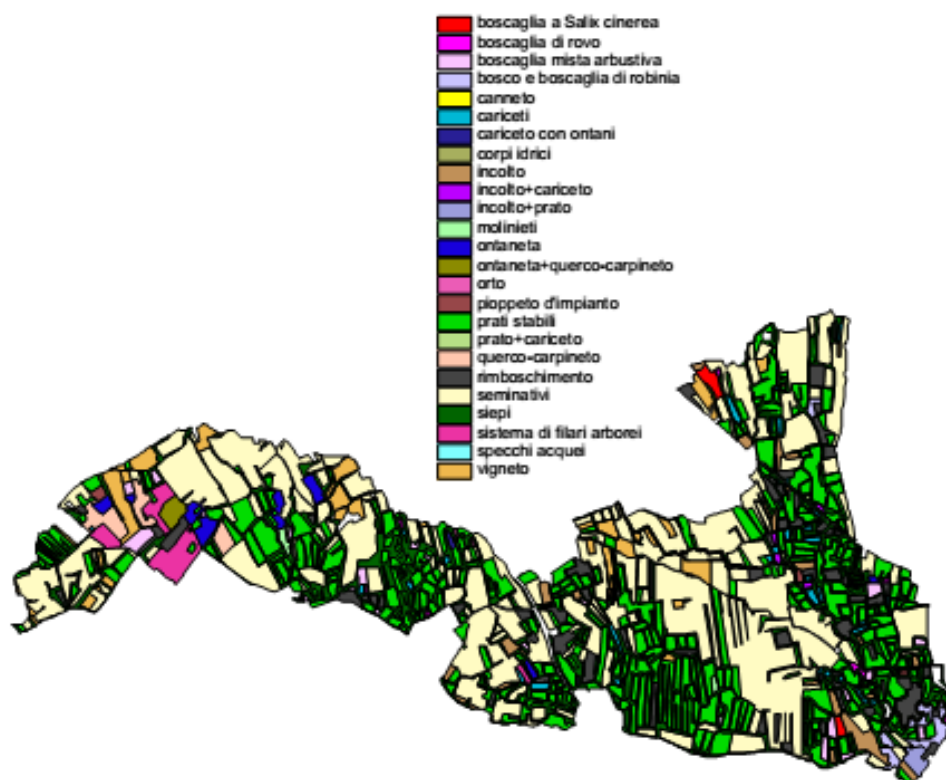 boscaglia a Salix cinerea
boscaglia di rovo
boscaglia mista arbustiva
bosco e boscaglia di robinia
canneto
cariceti
cariceto con ontani
corpi idrici
incolto
incolto+cariceto
incolto+prato
molinieti
ontaneta
ontaneta+querco-carpineto
orto
pioppeto d'impianto
prati stabili
prato+cariceto
querco-carpineto
rimboschimento
seminativi
siepi
sistema di filari arborei
specchi acquei
vigneto